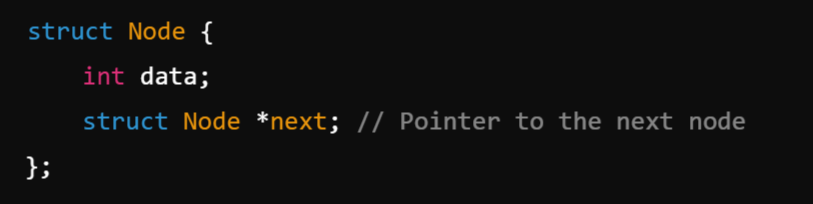 struct Node {
    int data;
    struct Node *next; // Pointer to the next node
};